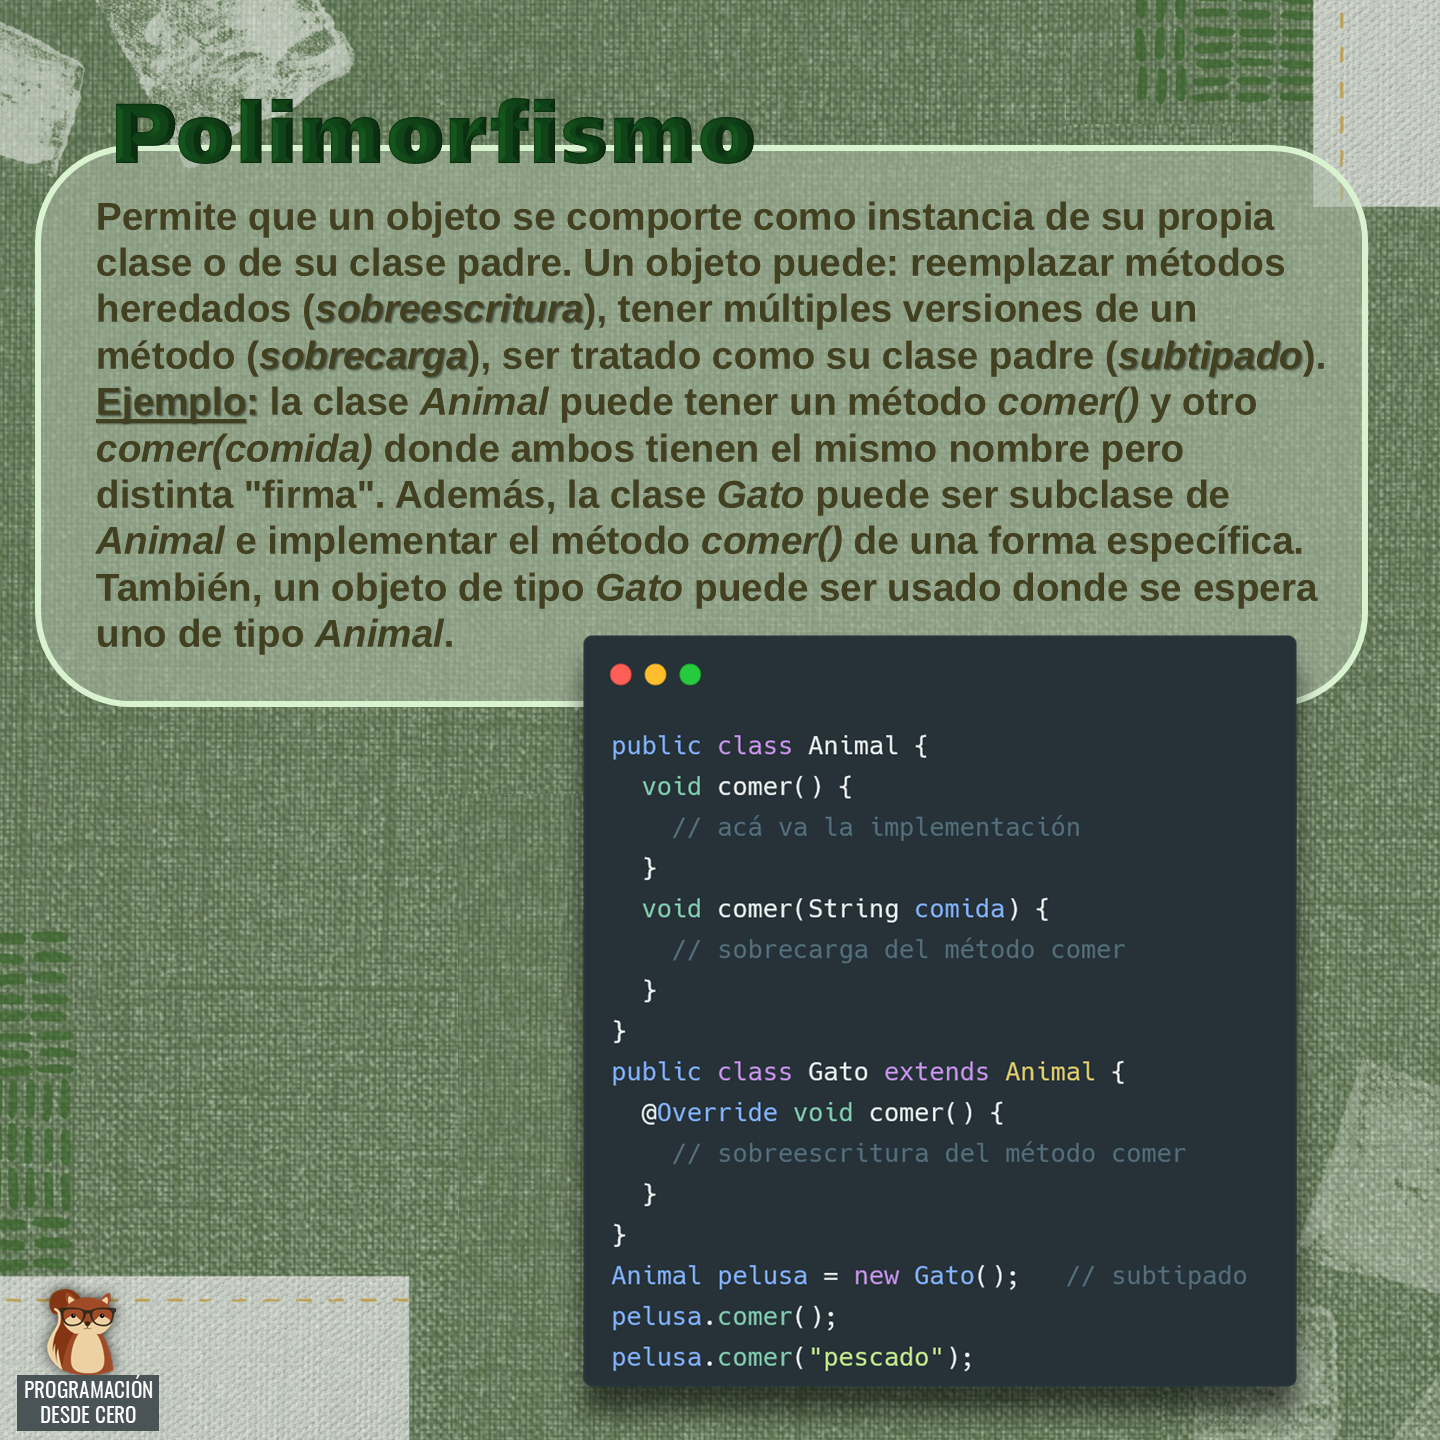 Polimorfismo
Permite que un objeto se comporte como instancia de su propia
clase o de su clase padre. Un objeto puede: reemplazar métodos
heredados (sobreescritura), tener múltiples versiones de un
método (sobrecarga), ser tratado como su clase padre (subtipado).
Ejemplo: la clase Animal puede tener un método comer() y otro
comer(comida) donde ambos tienen el mismo nombre pero
distinta "firma". Además, la clase Gato puede ser subclase de
Animal e implementar el método comer() de una forma específica.
También, un objeto de tipo Gato puede ser usado donde se espera
uno de tipo Animal.
public class Animal {
  void comer() {
    // acá va la implementación
  }
  void comer(String comida) {
    // sobrecarga del método comer
  }
}
public class Gato extends Animal {
  @Override void comer() {
    // sobreescritura del método comer
  }
}
Animal pelusa = new Gato();   // subtipado
pelusa.comer();
pelusa.comer("pescado");
PROGRAMACIÓN
DESDE CERO